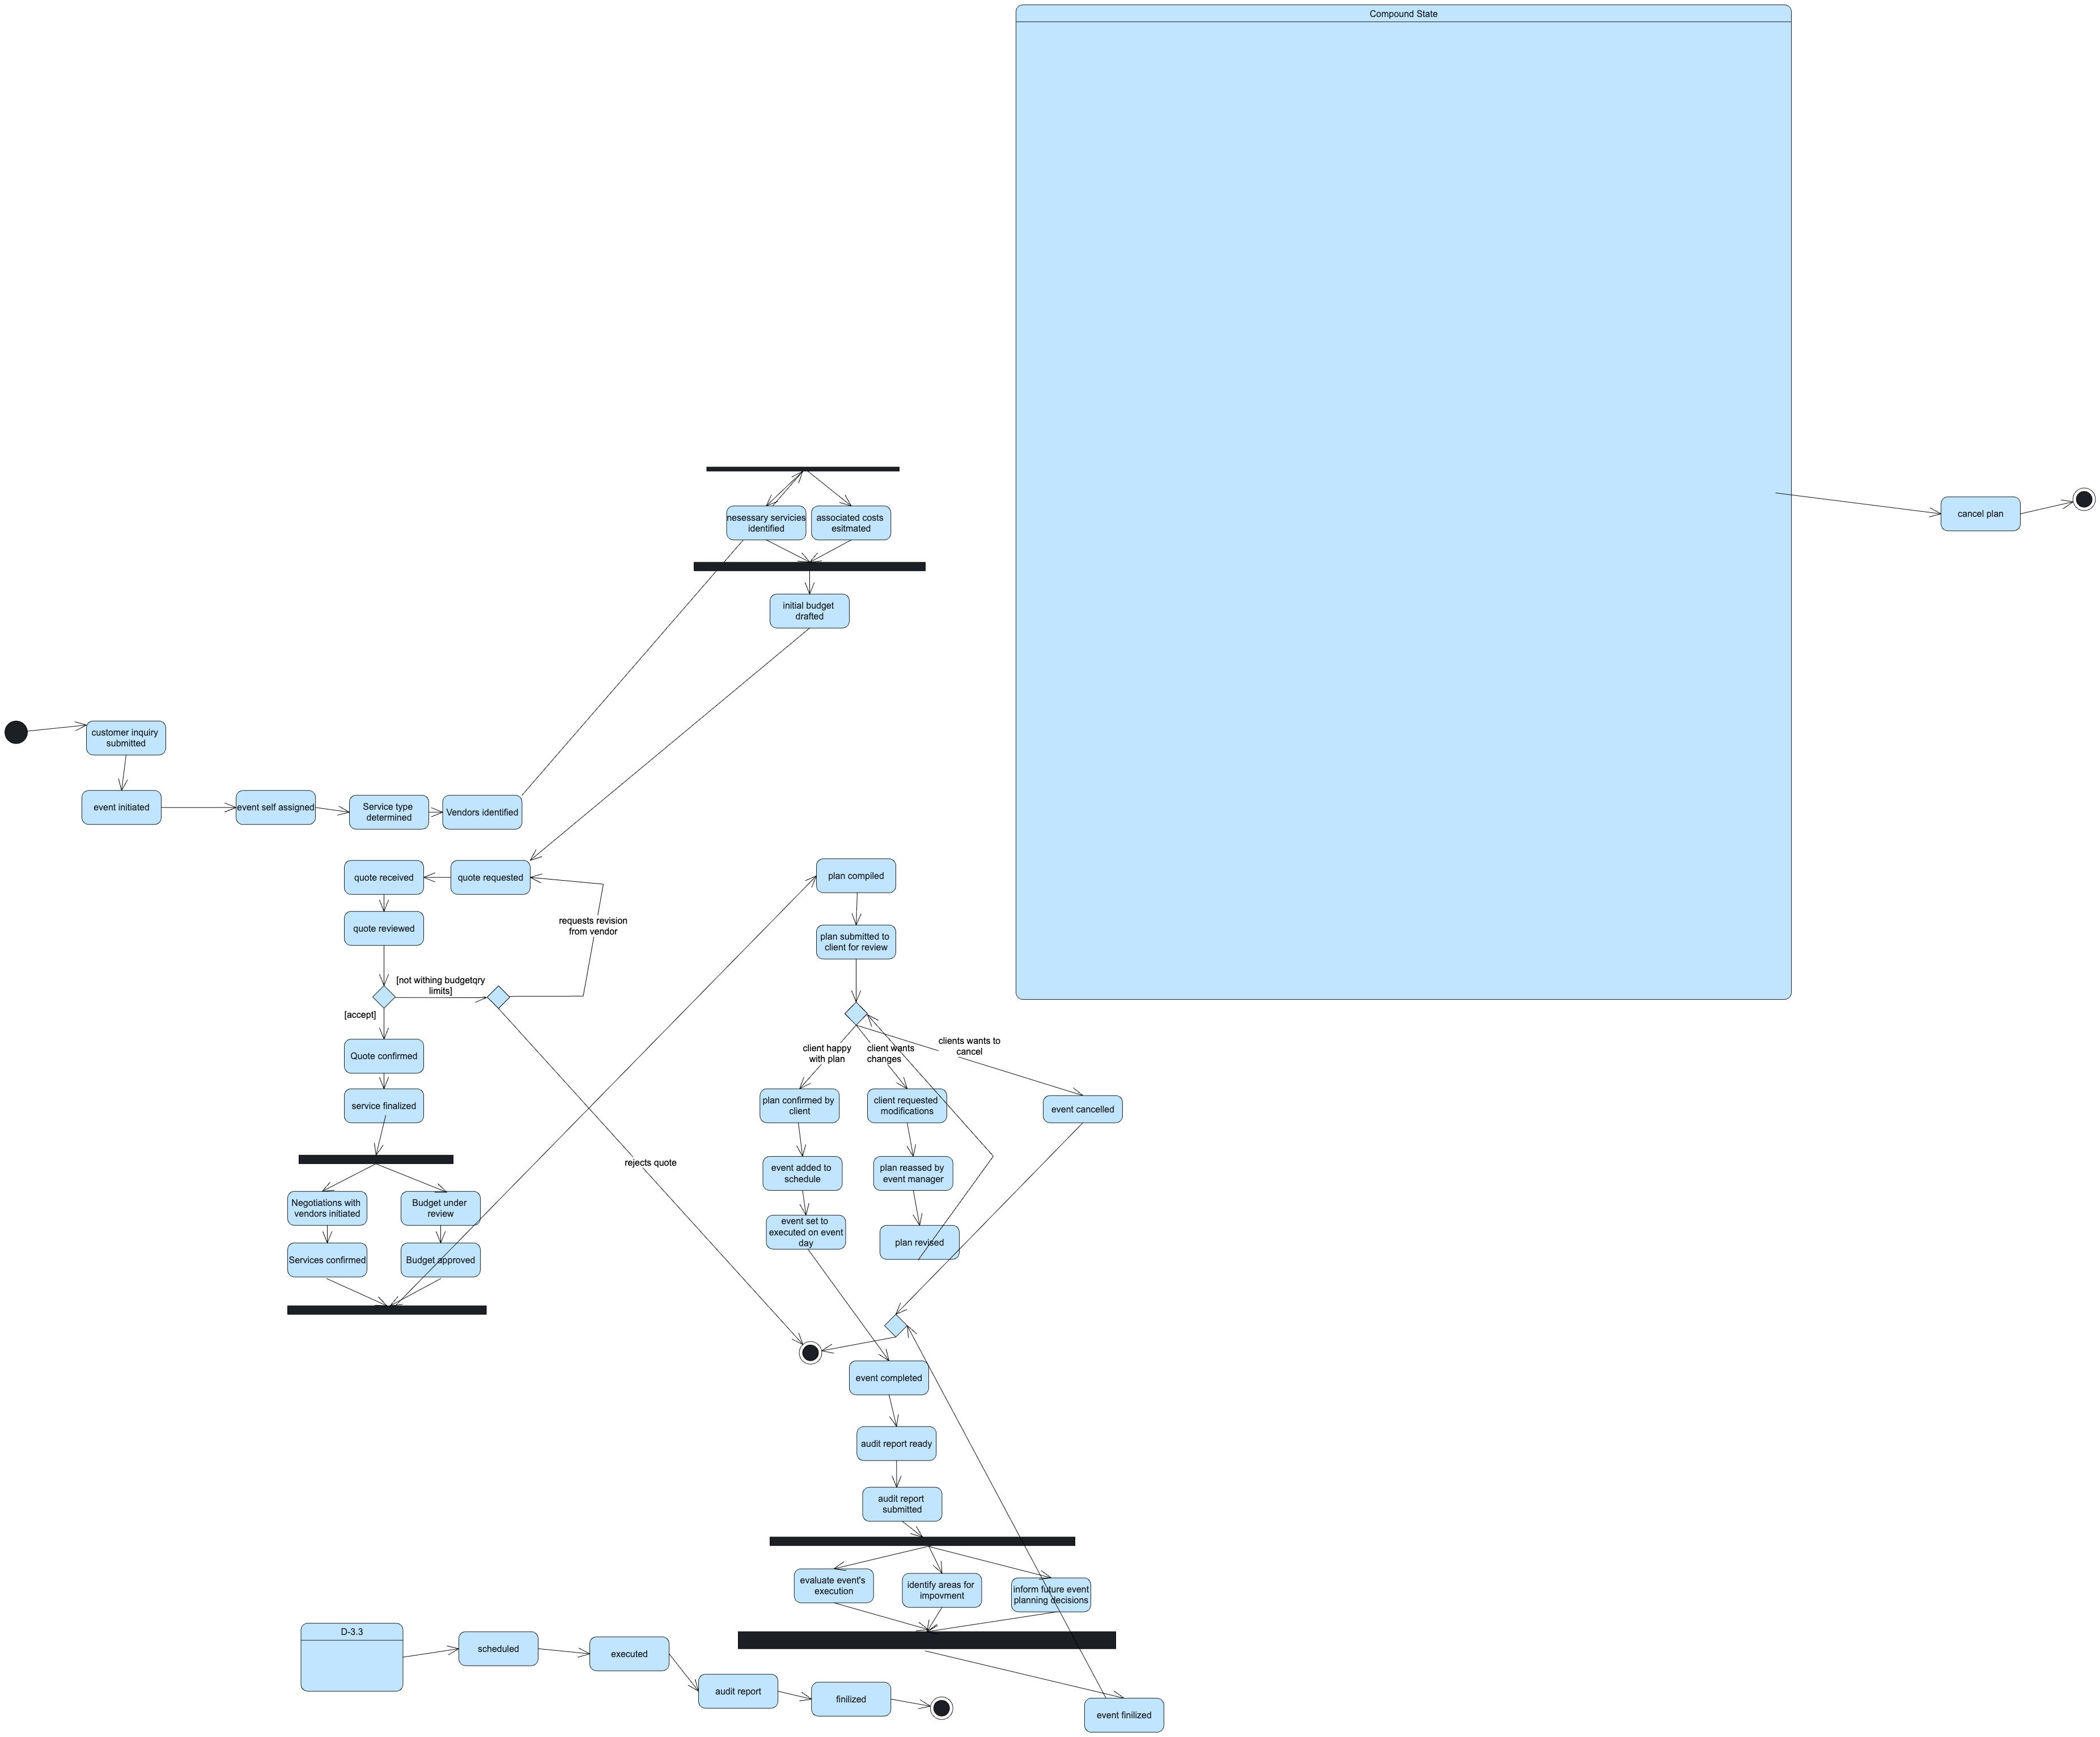 Compound State
nesessary servicies
identified
associated costs
esitmated
cancel plan
initial budget
drafted
customer inquiry
submitted
event initiated
event self assigned
Service type
determined
Vendors identified
quote received
quote requested
plan compiled
requests revision
from vendor
quote reviewed
plan submitted to
client for review
[not withing budgetqry
limits]
[accept]
Quote confirmed
client happy
with plan
client wants
changes
clients wants to
cancel
service finalized
plan confirmed by
client
client requested
modifications
event cancelled
rejects quote
event added to
schedule
plan reassed by
event manager
Negotiations with
vendors initiated
Budget under
review
event set to
executed on event
day
plan revised
Services confirmed
Budget approved
event completed
audit report ready
audit report
submitted
evaluate event's
execution
identify areas for
impovment
inform future event
planning decisions
D-3.3
scheduled
executed
audit report
finilized
event finilized